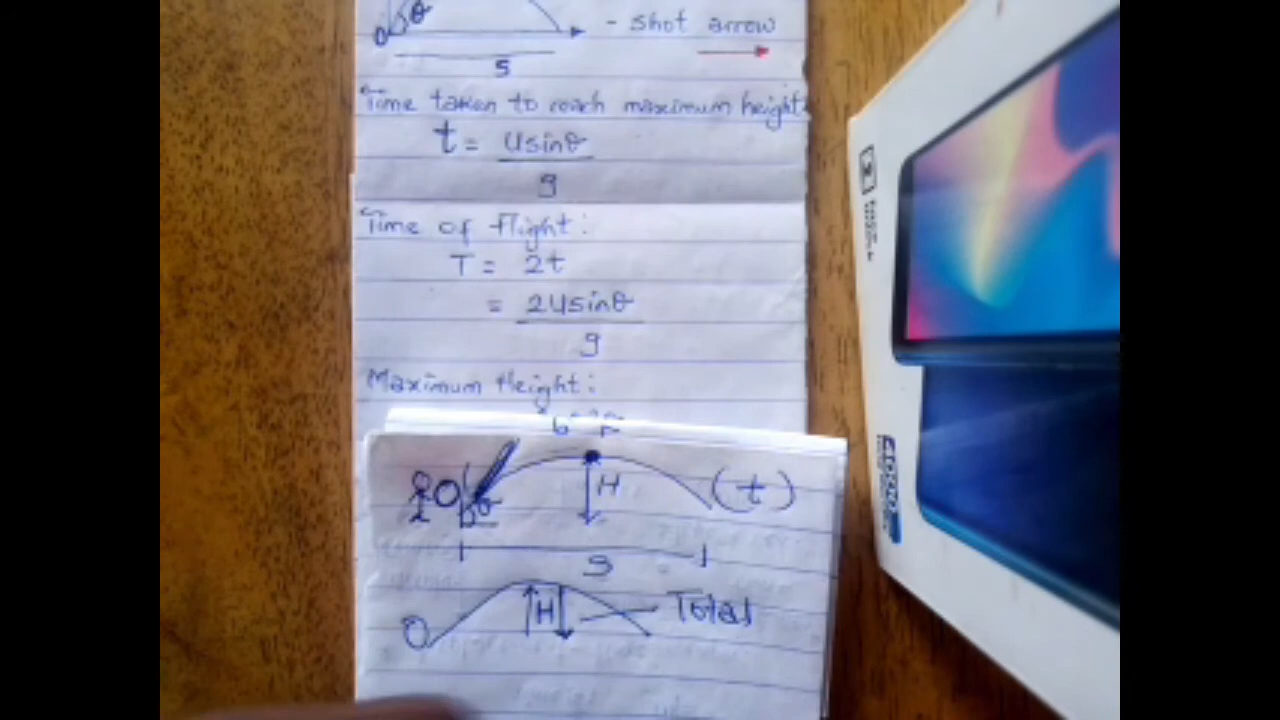 θ
- shot arrow
O
s
Time taken to reach maximum height
t = usinθ
g
Time of flight:
T = 2t
= 2usinθ
g
Maximum Height:
O
θ
H
(t)
S
O
H
Total